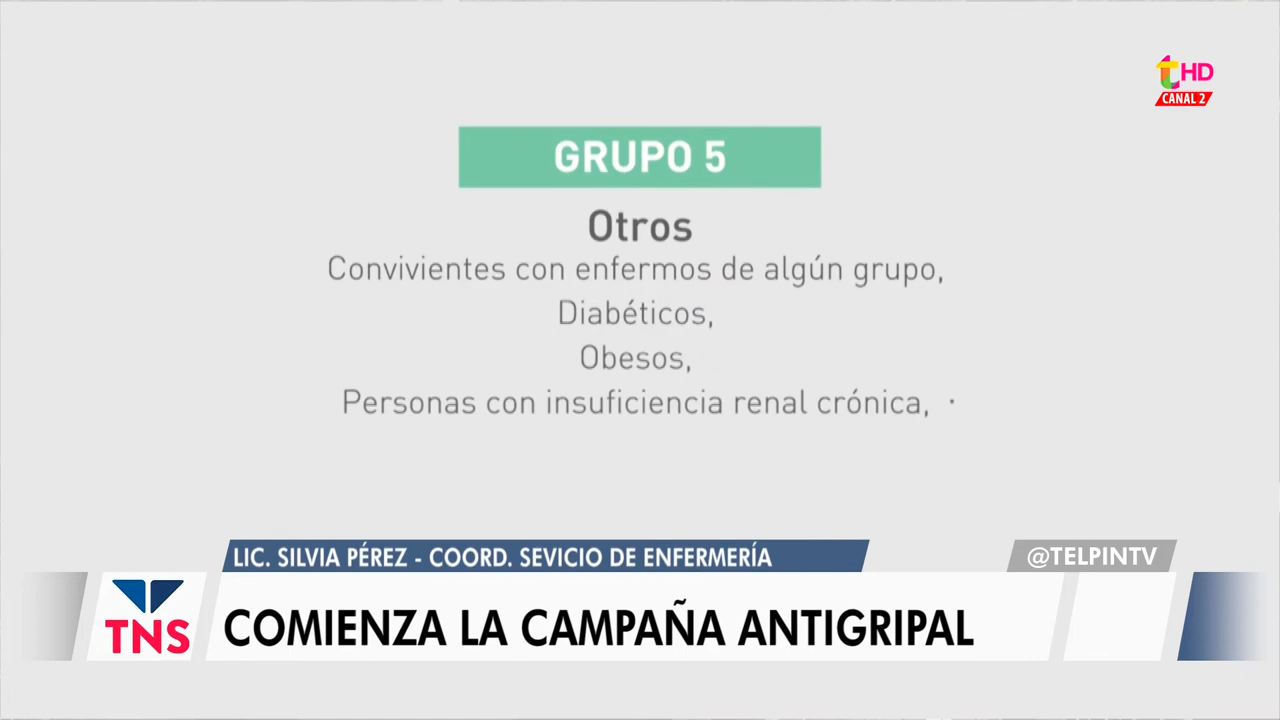 tHD
CANAL 2
GRUPO 5
Otros
Convivientes con enfermos de algún grupo,
Diabéticos,
Obesos,
Personas con insuficiencia renal crónica,
LIC. SILVIA PÉREZ - COORD. SEVICIO DE ENFERMERÍA
@TELPINTV
TNS
COMIENZA LA CAMPAÑA ANTIGRIPAL